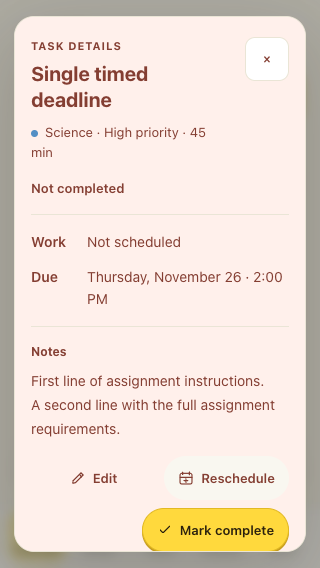 TASK DETAILS
Single timed
deadline
×
Science · High priority · 45
min
Not completed
Work Not scheduled
Due Thursday, November 26 · 2:00
PM
Notes
First line of assignment instructions.
A second line with the full assignment
requirements.
Edit Reschedule
Mark complete